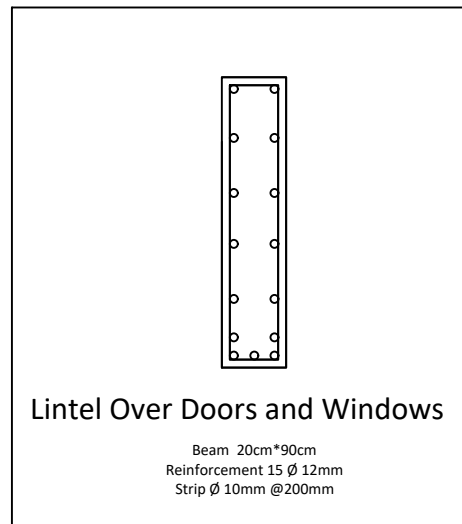 Lintel Over Doors and Windows
Beam 20cm*90cm
Reinforcement 15 Ø 12mm
Strip Ø 10mm @200mm